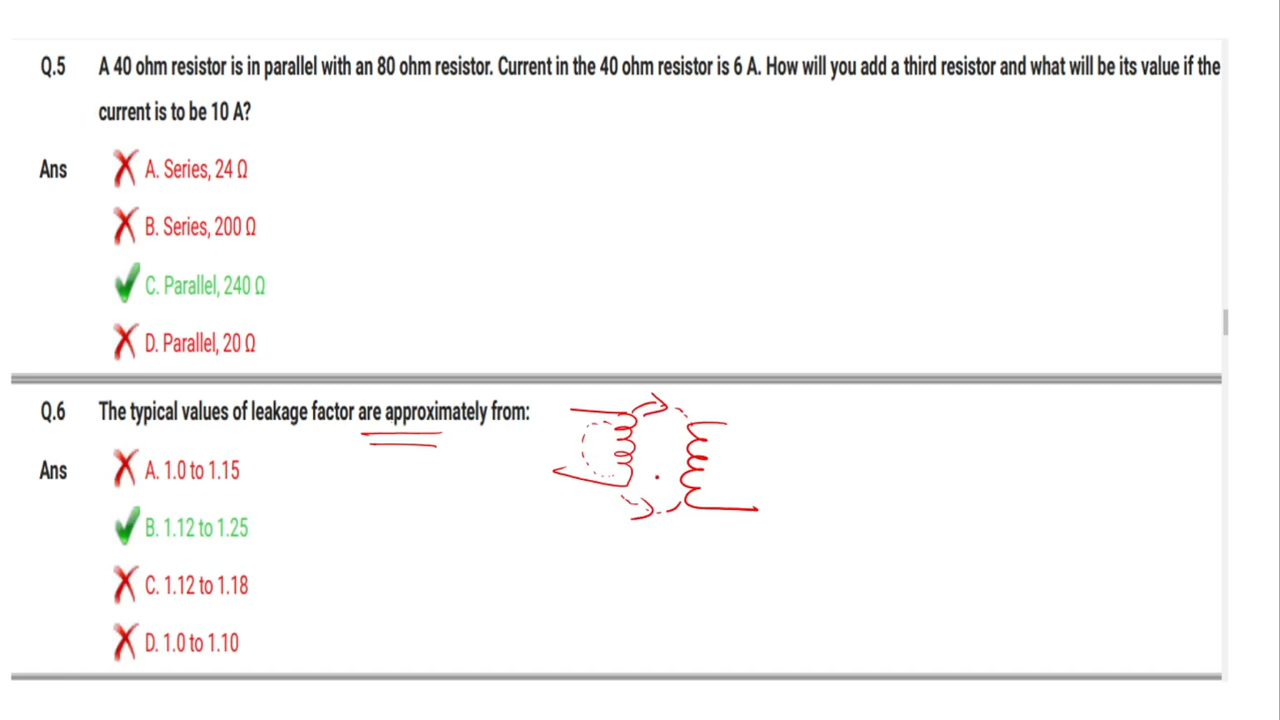 Q.5 A 40 ohm resistor is in parallel with an 80 ohm resistor. Current in the 40 ohm resistor is 6 A. How will you add a third resistor and what will be its value if the
current is to be 10 A?
Ans A. Series, 24 Ω
B. Series, 200 Ω
C. Parallel, 240 Ω
D. Parallel, 20 Ω
Q.6 The typical values of leakage factor are approximately from:
Ans A. 1.0 to 1.15
B. 1.12 to 1.25
C. 1.12 to 1.18
D. 1.0 to 1.10